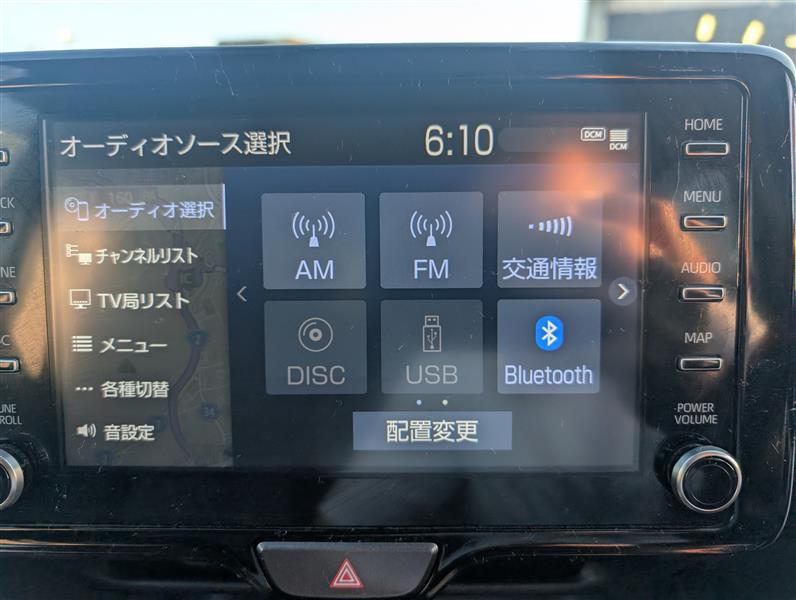 オーディオソース選択
6:10
DCM
DCM
オーディオ選択
チャンネルリスト
TV局リスト
メニュー
各種切替
音設定
AM
FM
交通情報
DISC
USB
Bluetooth
配置変更
HOME
MENU
AUDIO
MAP
POWER
VOLUME